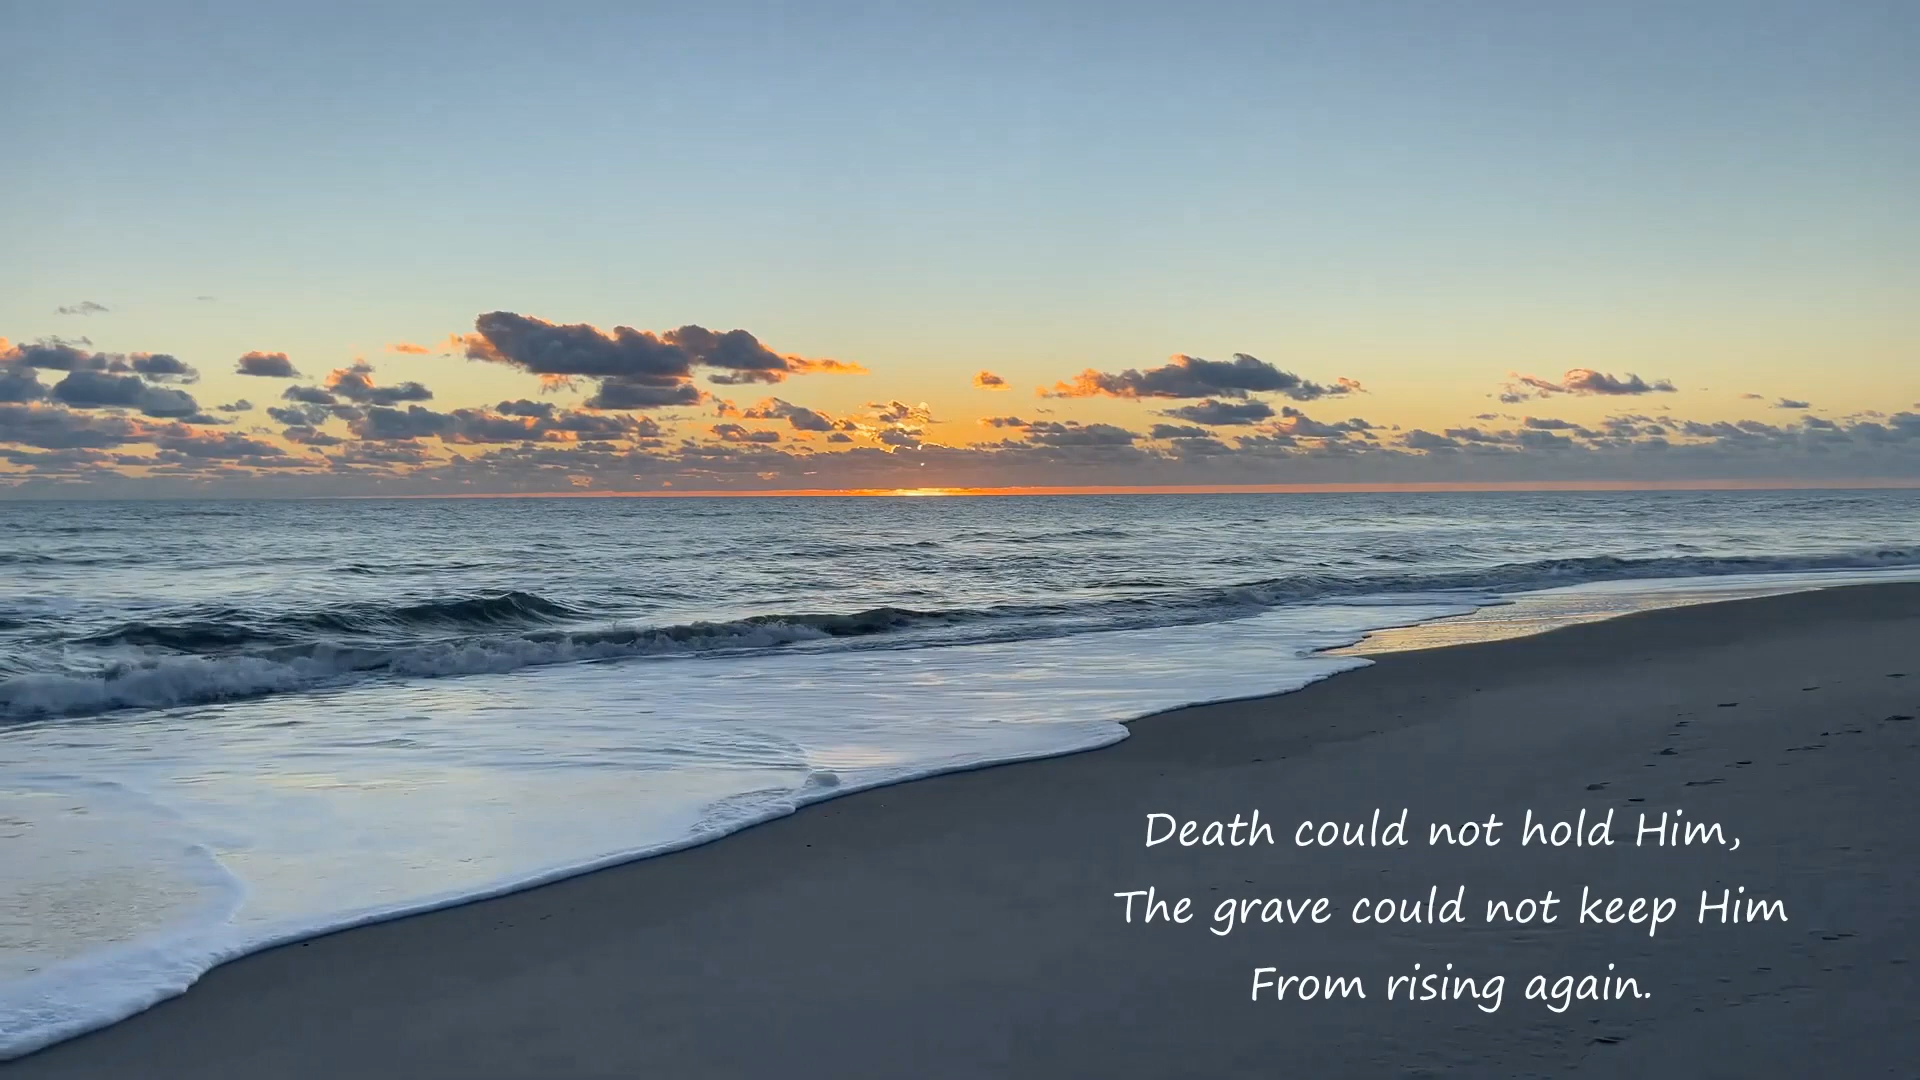 Death could not hold Him,
The grave could not keep Him
From rising again.